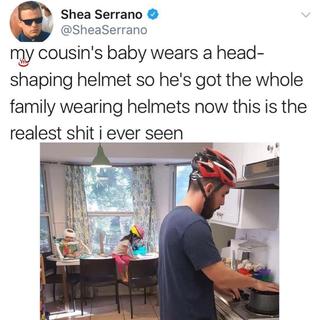 Shea Serrano
@SheaSerrano
my cousin's baby wears a head-
shaping helmet so he's got the whole
family wearing helmets now this is the
realest shit i ever seen